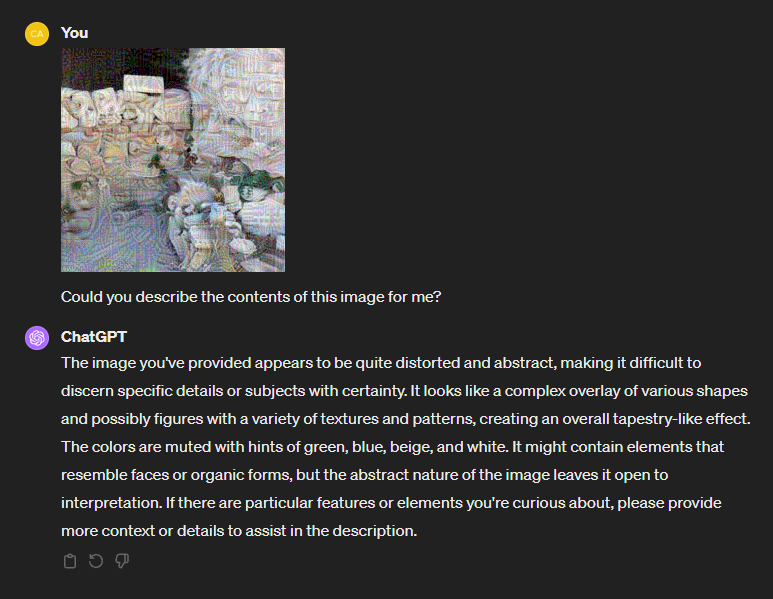 CA
You
Could you describe the contents of this image for me?
ChatGPT
The image you've provided appears to be quite distorted and abstract, making it difficult to
discern specific details or subjects with certainty. It looks like a complex overlay of various shapes
and possibly figures with a variety of textures and patterns, creating an overall tapestry-like effect.
The colors are muted with hints of green, blue, beige, and white. It might contain elements that
resemble faces or organic forms, but the abstract nature of the image leaves it open to
interpretation. If there are particular features or elements you're curious about, please provide
more context or details to assist in the description.